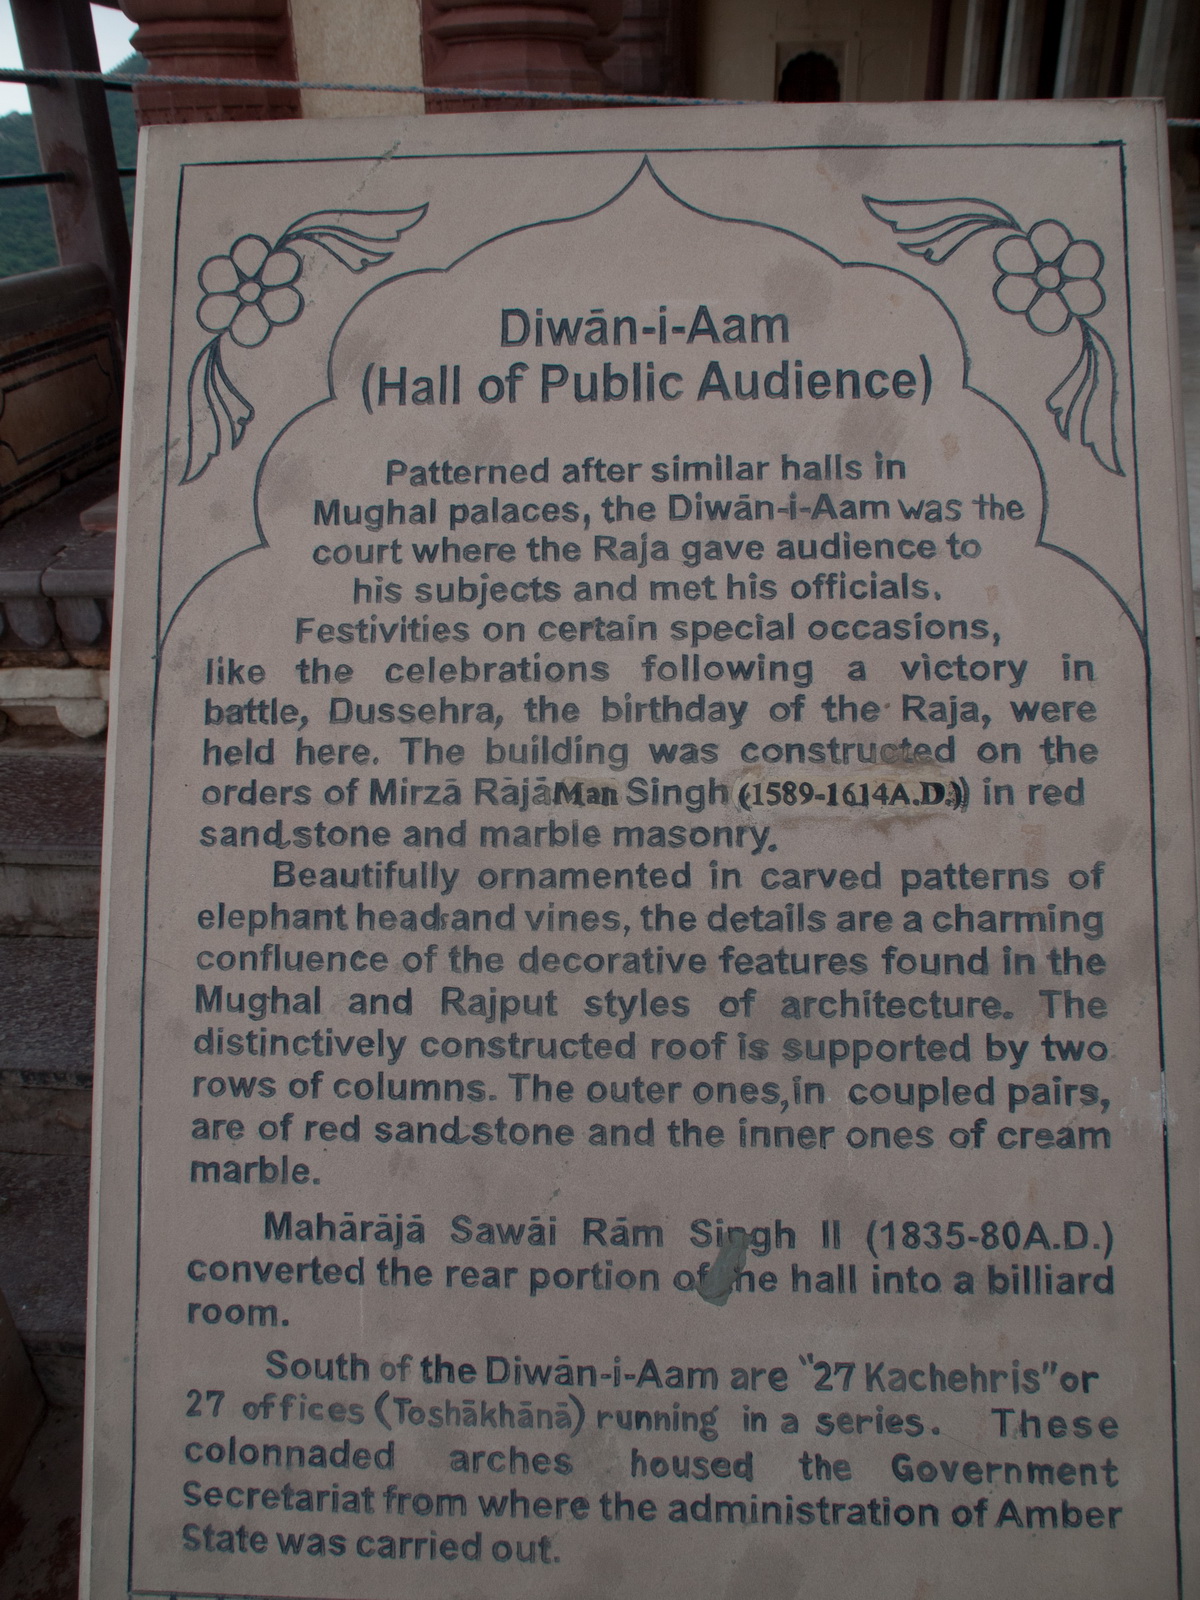 Diwān-i-Aam
(Hall of Public Audience)
Patterned after similar halls in
Mughal palaces, the Diwān-i-Aam was the
court where the Raja gave audience to
his subjects and met his officials.
Festivities on certain special occasions,
like the celebrations following a victory in
battle, Dussehra, the birthday of the Raja, were
held here. The building was constructed on the
orders of Mirzā Rājā Man Singh (1589-1614A.D.) in red
sandstone and marble masonry.
Beautifully ornamented in carved patterns of
elephant heads and vines, the details are a charming
confluence of the decorative features found in the
Mughal and Rajput styles of architecture. The
distinctively constructed roof is supported by two
rows of columns. The outer ones, in coupled pairs,
are of red sandstone and the inner ones of cream
marble.
Mahārājā Sawāi Rām Singh II (1835-80A.D.)
converted the rear portion of the hall into a billiard
room.
South of the Diwān-i-Aam are "27 Kachehris" or
27 offices (Toshākhānā) running in a series. These
colonnaded arches housed the Government
Secretariat from where the administration of Amber
State was carried out.